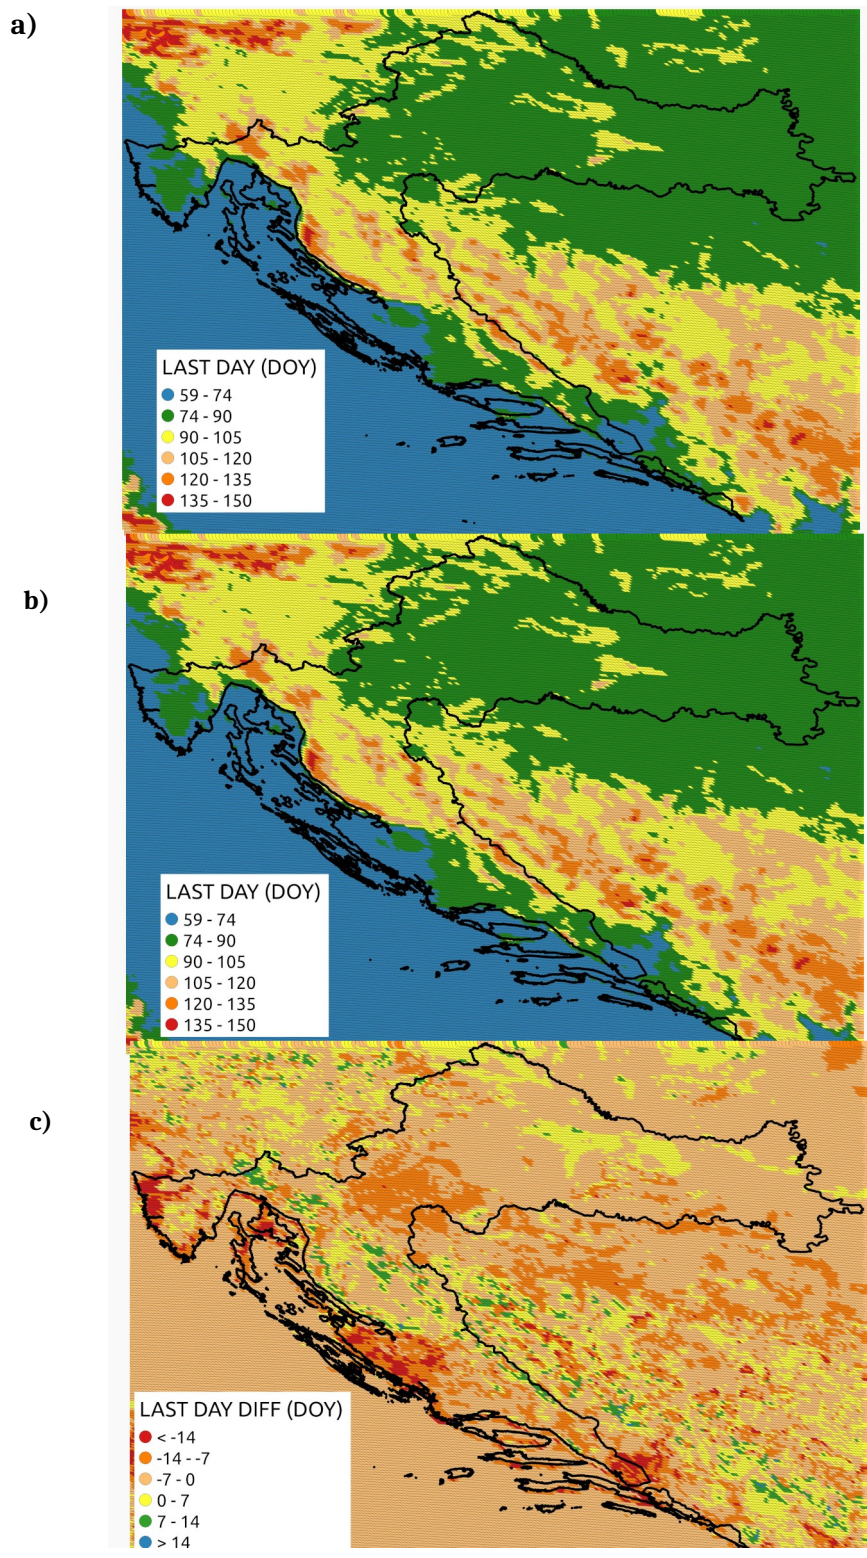 a)
LAST DAY (DOY)
59 - 74
74 - 90
90 - 105
105 - 120
120 - 135
135 - 150
b)
LAST DAY (DOY)
59 - 74
74 - 90
90 - 105
105 - 120
120 - 135
135 - 150
c)
LAST DAY DIFF (DOY)
< -14
-14 - -7
-7 - 0
0 - 7
7 - 14
> 14